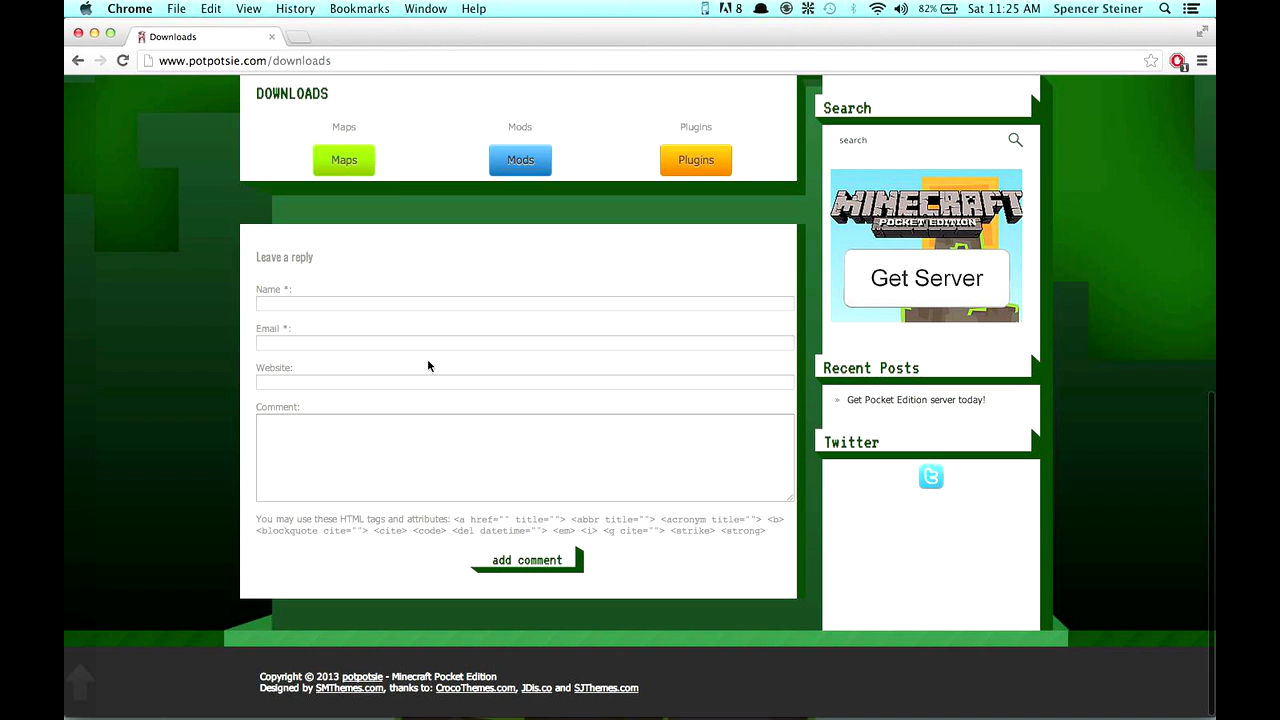 Chrome File Edit View History Bookmarks Window Help 8 82% Sat 11:25 AM Spencer Steiner
Downloads
www.potpotsie.com/downloads
1
DOWNLOADS
Maps Mods Plugins
Maps Mods Plugins
Leave a reply
Name *:
Email *:
Website:
Comment:
You may use these HTML tags and attributes: <a href="" title=""> <abbr title=""> <acronym title=""> <b>
<blockquote cite=""> <cite> <code> <del datetime=""> <em> <i> <q cite=""> <strike> <strong>
add comment
Search
search
MINECRAFT
POCKET EDITION
Get Server
Recent Posts
» Get Pocket Edition server today!
Twitter
Copyright © 2013 potpotsie - Minecraft Pocket Edition
Designed by SMThemes.com, thanks to: CrocoThemes.com, JDis.co and SJThemes.com